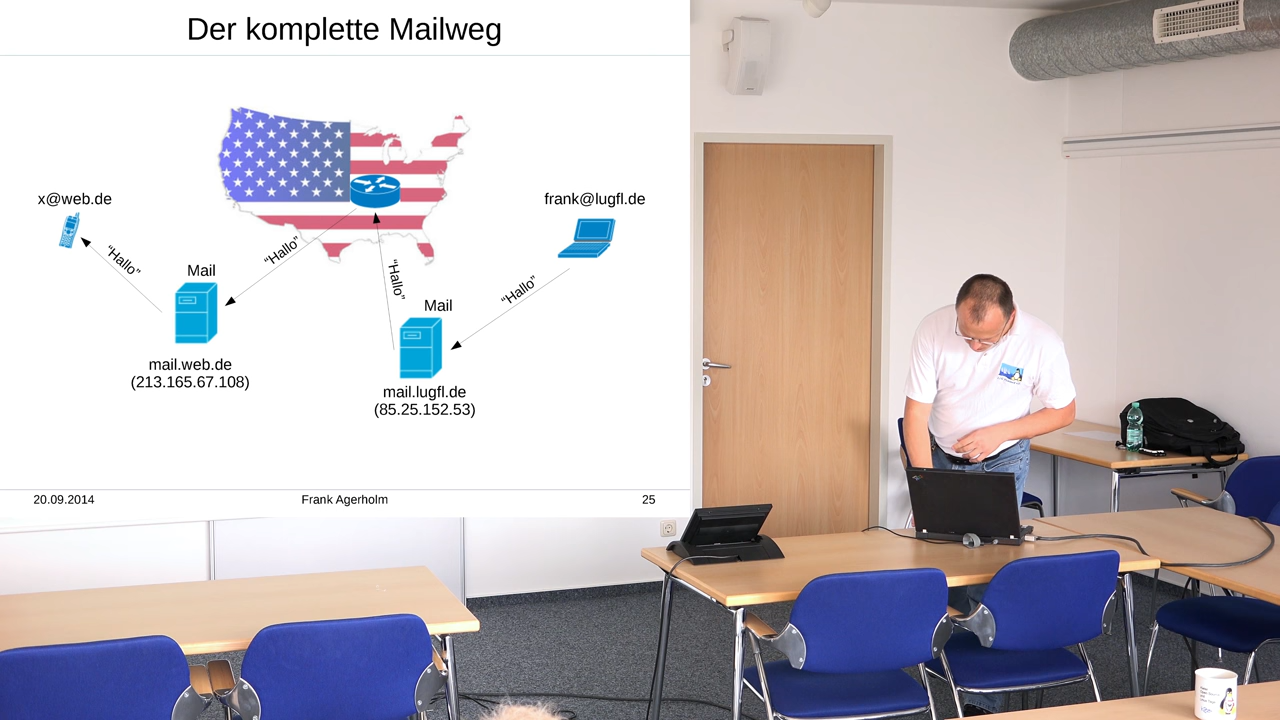 Der komplette Mailweg
x@web.de
frank@lugfl.de
"Hallo"
"Hallo"
"Hallo"
"Hallo"
Mail
Mail
mail.web.de
(213.165.67.108)
mail.lugfl.de
(85.25.152.53)
20.09.2014
Frank Agerholm
25